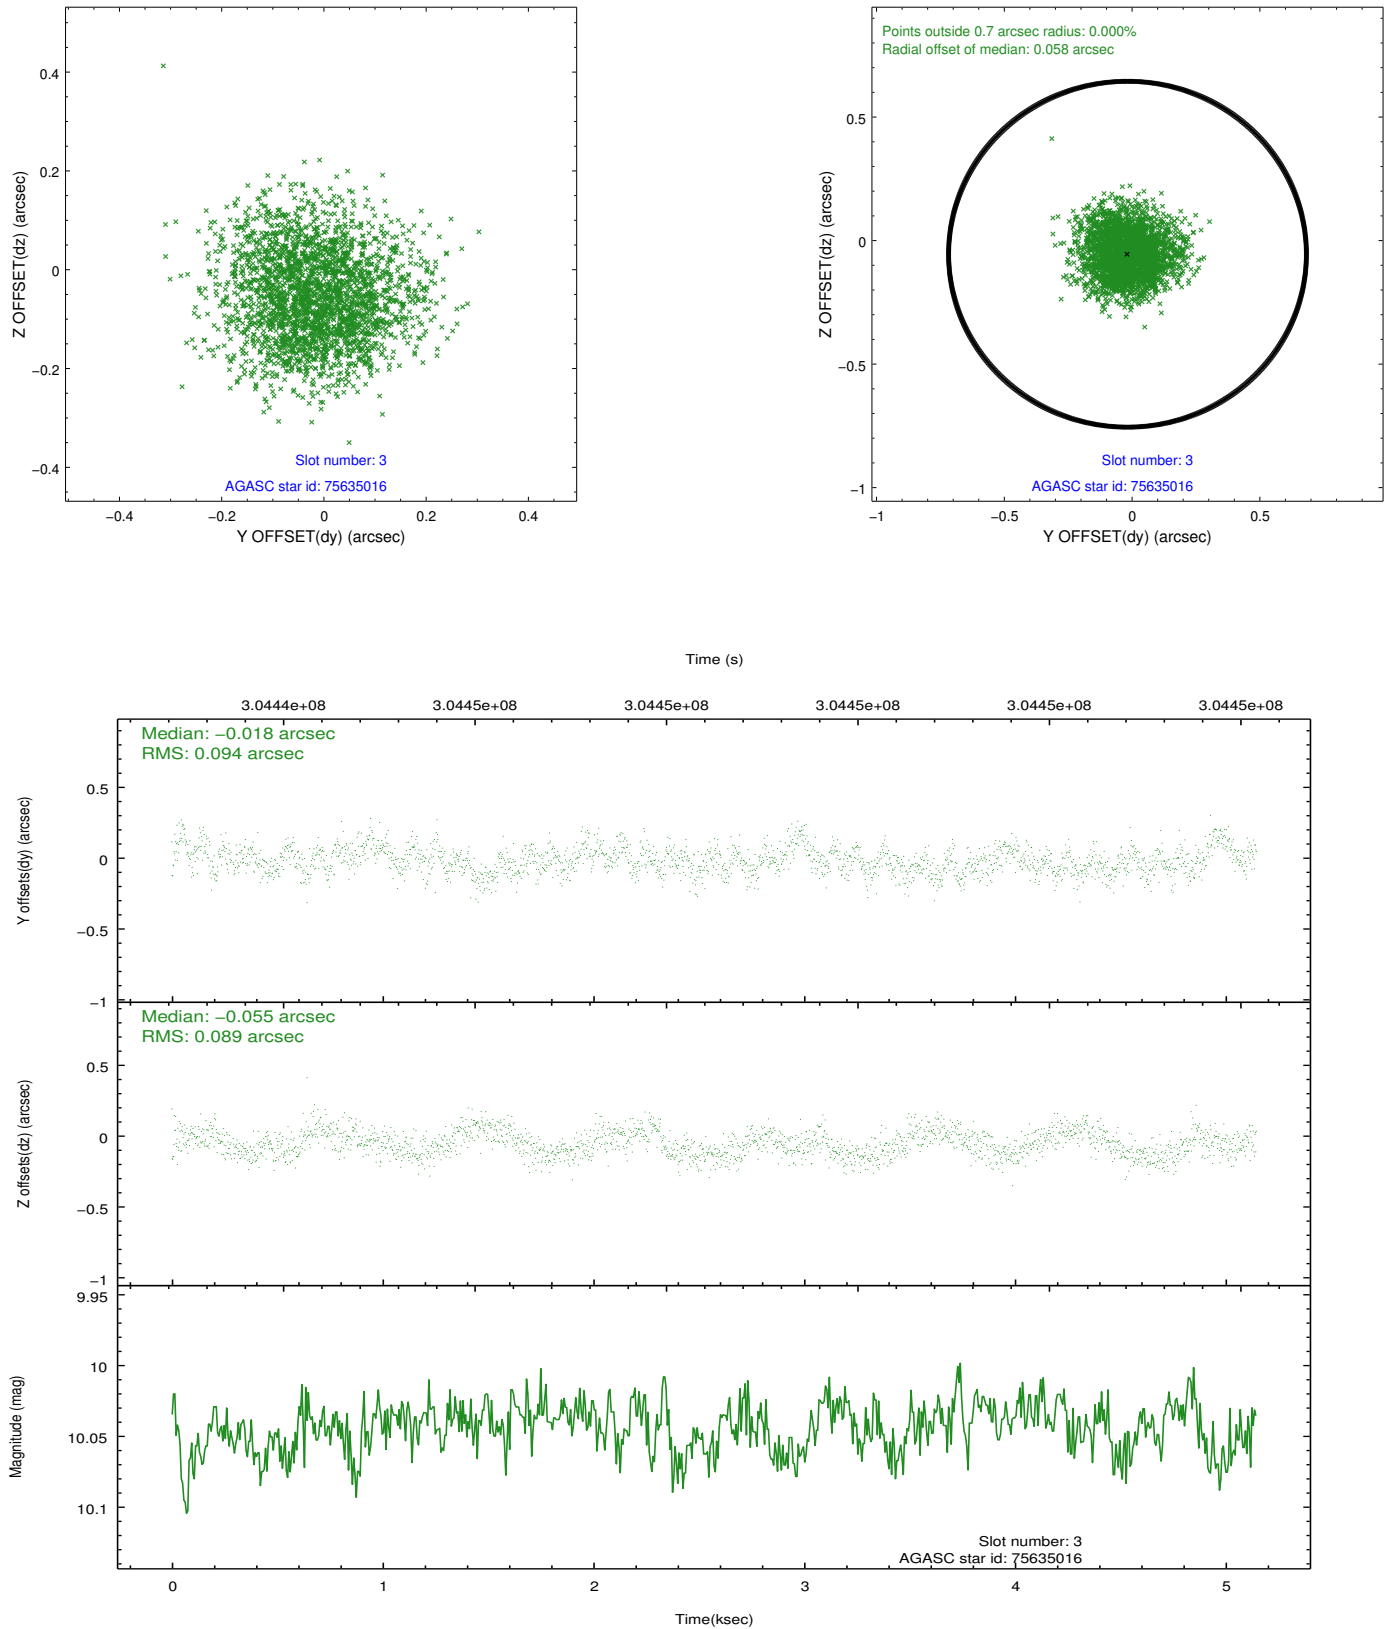 0.4
0.2
0
−0.2
−0.4
Z OFFSET(dz) (arcsec)
Slot number: 3
AGASC star id: 75635016
−0.4
−0.2
0
0.2
0.4
Y OFFSET(dy) (arcsec)
Points outside 0.7 arcsec radius: 0.000%
Radial offset of median: 0.058 arcsec
0.5
0
−0.5
−1
Z OFFSET(dz) (arcsec)
Slot number: 3
AGASC star id: 75635016
−1
−0.5
0
0.5
Y OFFSET(dy) (arcsec)
Time (s)
3.0444e+08
3.0445e+08
3.0445e+08
3.0445e+08
3.0445e+08
3.0445e+08
Median: −0.018 arcsec
RMS: 0.094 arcsec
0.5
0
−0.5
−1
Y offsets(dy) (arcsec)
Median: −0.055 arcsec
RMS: 0.089 arcsec
0.5
0
−0.5
−1
Z offsets(dz) (arcsec)
9.95
10
10.05
10.1
Magnitude (mag)
Slot number: 3
AGASC star id: 75635016
0
1
2
3
4
5
Time(ksec)